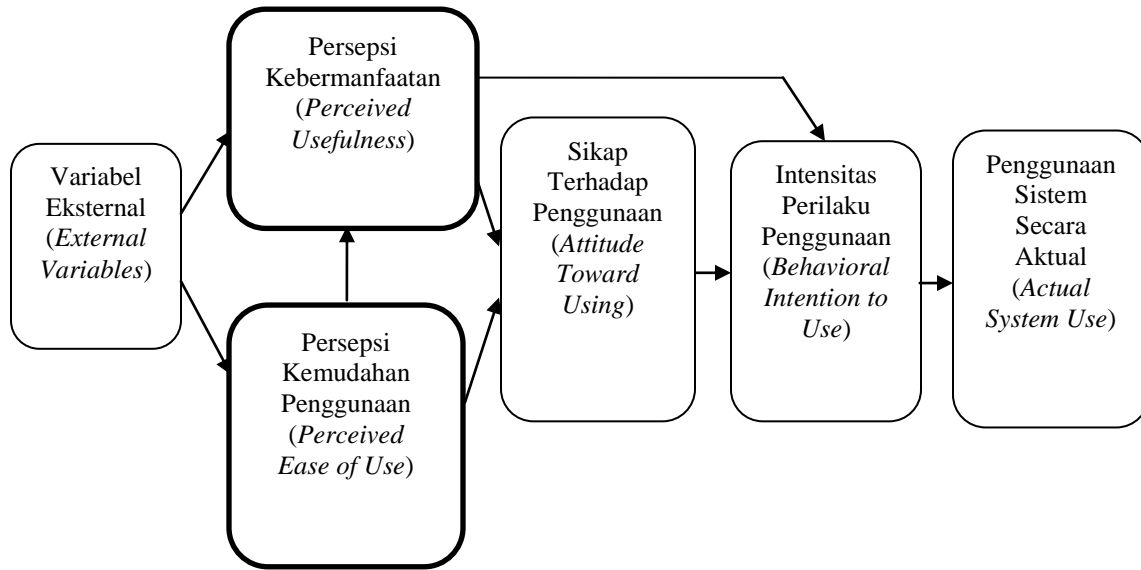 Persepsi
Kebermanfaatan
(Perceived
Usefulness)
Variabel
Eksternal
(External
Variables)
Persepsi
Kemudahan
Penggunaan
(Perceived
Ease of Use)
Sikap
Terhadap
Penggunaan
(Attitude
Toward
Using)
Intensitas
Perilaku
Penggunaan
(Behavioral
Intention to
Use)
Penggunaan
Sistem
Secara
Aktual
(Actual
System Use)